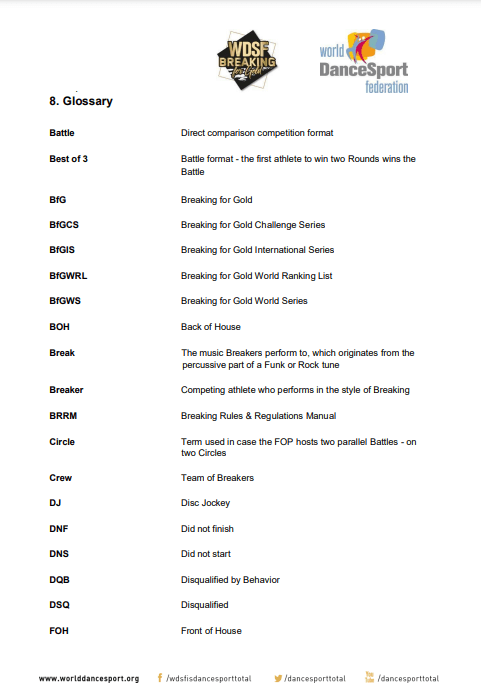 WDSF
BREAKING
for Gold
world
DanceSport
federation
8. Glossary
Battle Direct comparison competition format
Best of 3 Battle format - the first athlete to win two Rounds wins the
Battle
BfG Breaking for Gold
BfGCS Breaking for Gold Challenge Series
BfGIS Breaking for Gold International Series
BfGWRL Breaking for Gold World Ranking List
BfGWS Breaking for Gold World Series
BOH Back of House
Break The music Breakers perform to, which originates from the
percussive part of a Funk or Rock tune
Breaker Competing athlete who performs in the style of Breaking
BRRM Breaking Rules & Regulations Manual
Circle Term used in case the FOP hosts two parallel Battles - on
two Circles
Crew Team of Breakers
DJ Disc Jockey
DNF Did not finish
DNS Did not start
DQB Disqualified by Behavior
DSQ Disqualified
FOH Front of House
www.worlddancesport.org /wdsfisdancesporttotal /dancesporttotal You Tube /dancesporttotal